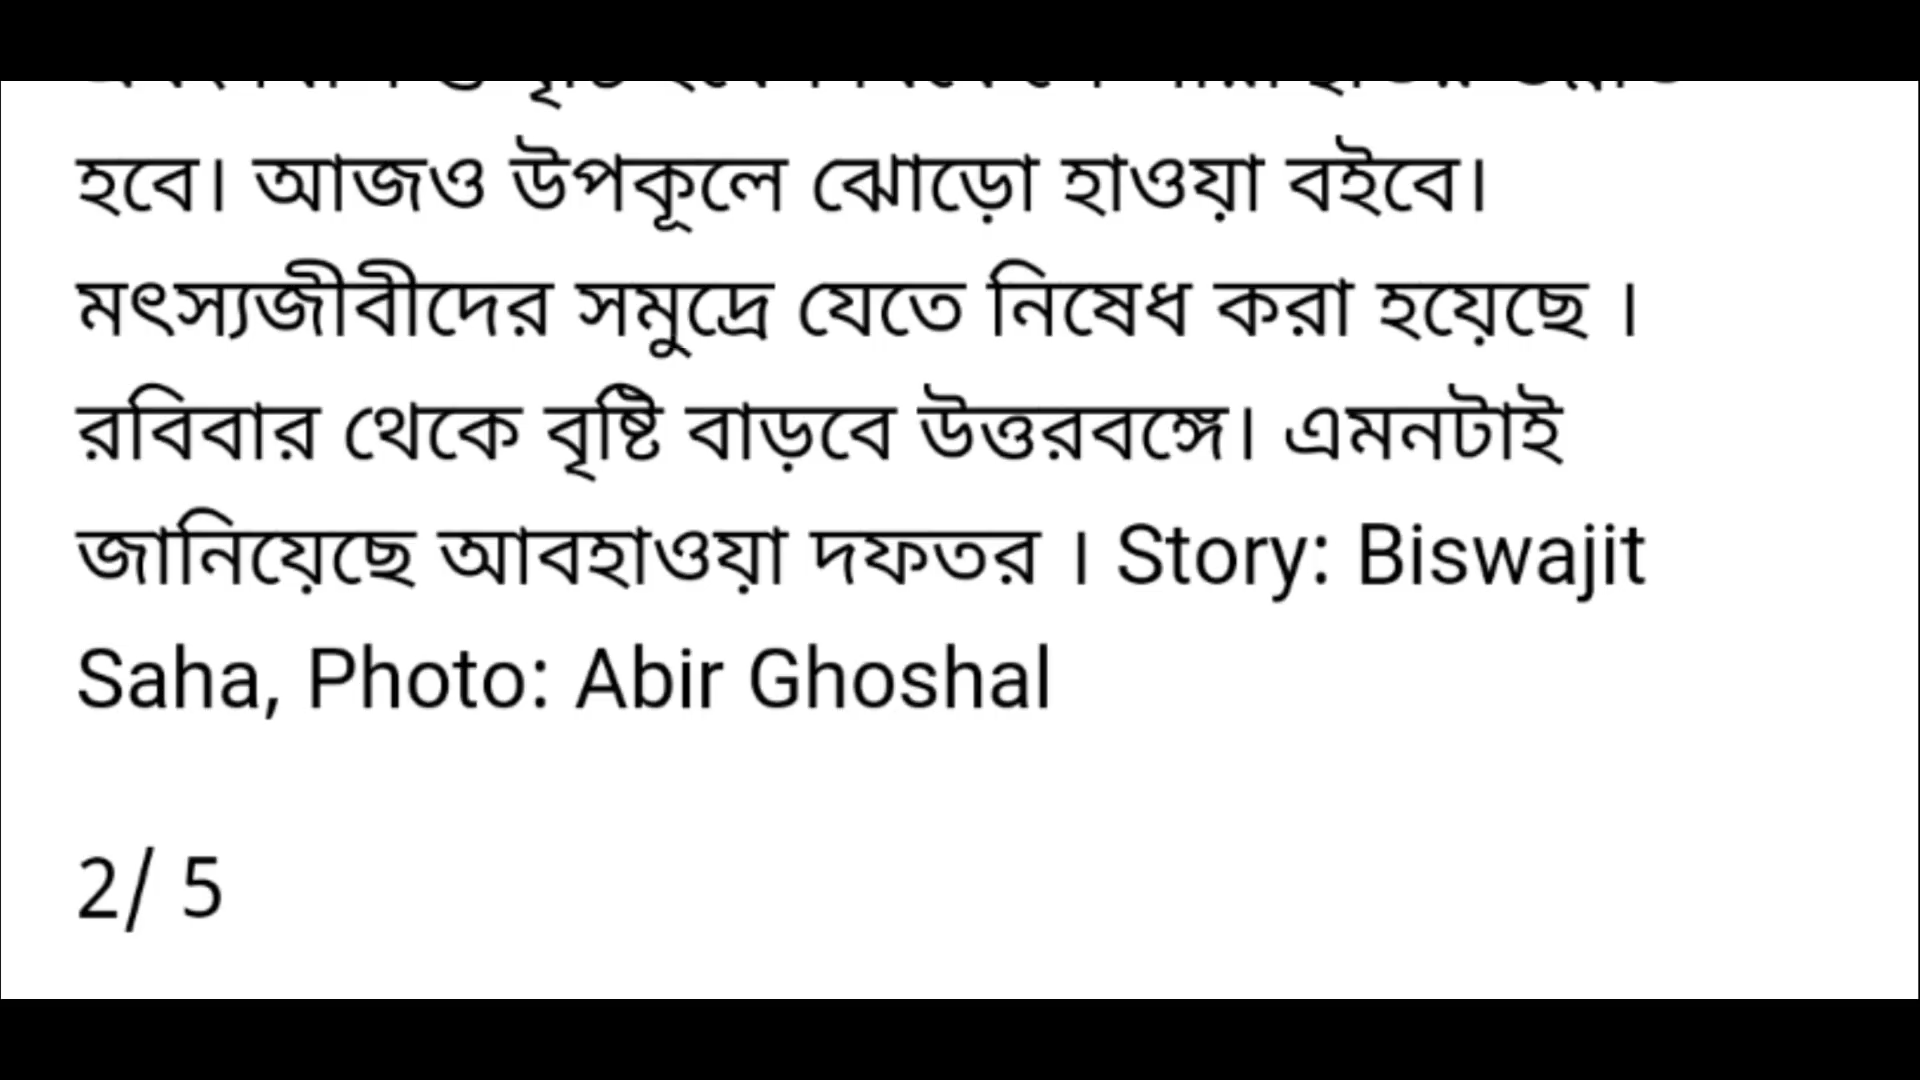 হবে। আজও উপকূলে ঝোড়ো হাওয়া বইবে।
মৎস্যজীবীদের সমুদ্রে যেতে নিষেধ করা হয়েছে ।
রবিবার থেকে বৃষ্টি বাড়বে উত্তরবঙ্গে। এমনটাই
জানিয়েছে আবহাওয়া দফতর । Story: Biswajit
Saha, Photo: Abir Ghoshal
2/ 5